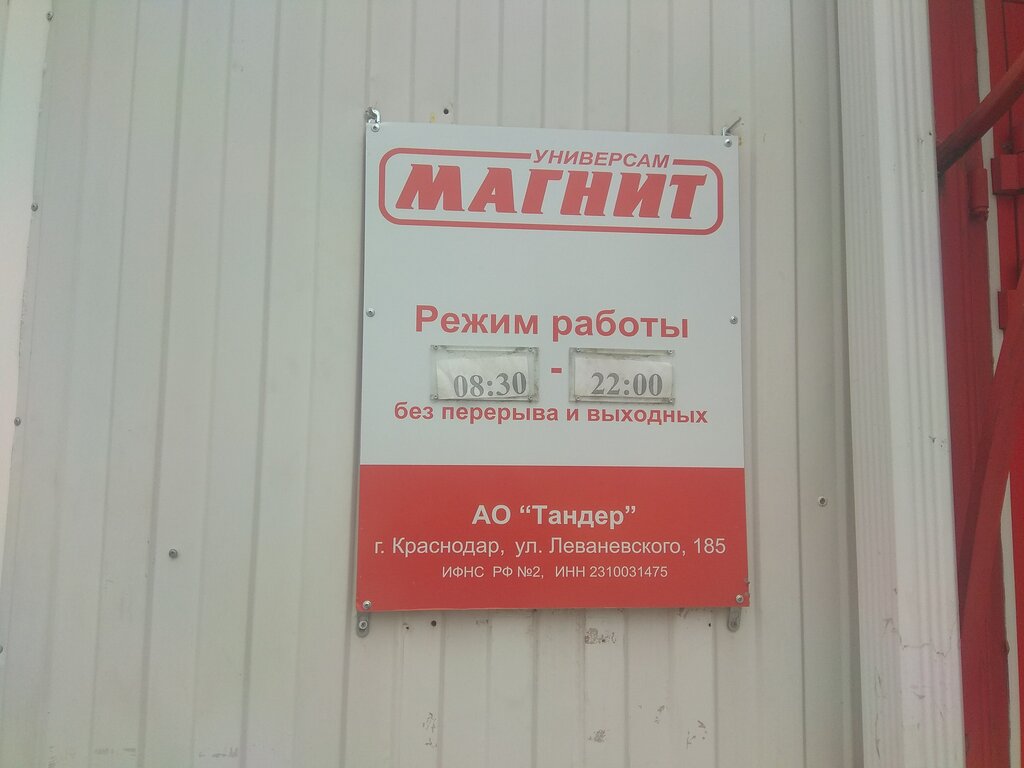 УНИВЕРСАМ
МАГНИТ
Режим работы
08:30 - 22:00
без перерыва и выходных
АО “Тандер”
г. Краснодар, ул. Леваневского, 185
ИФНС РФ №2, ИНН 2310031475